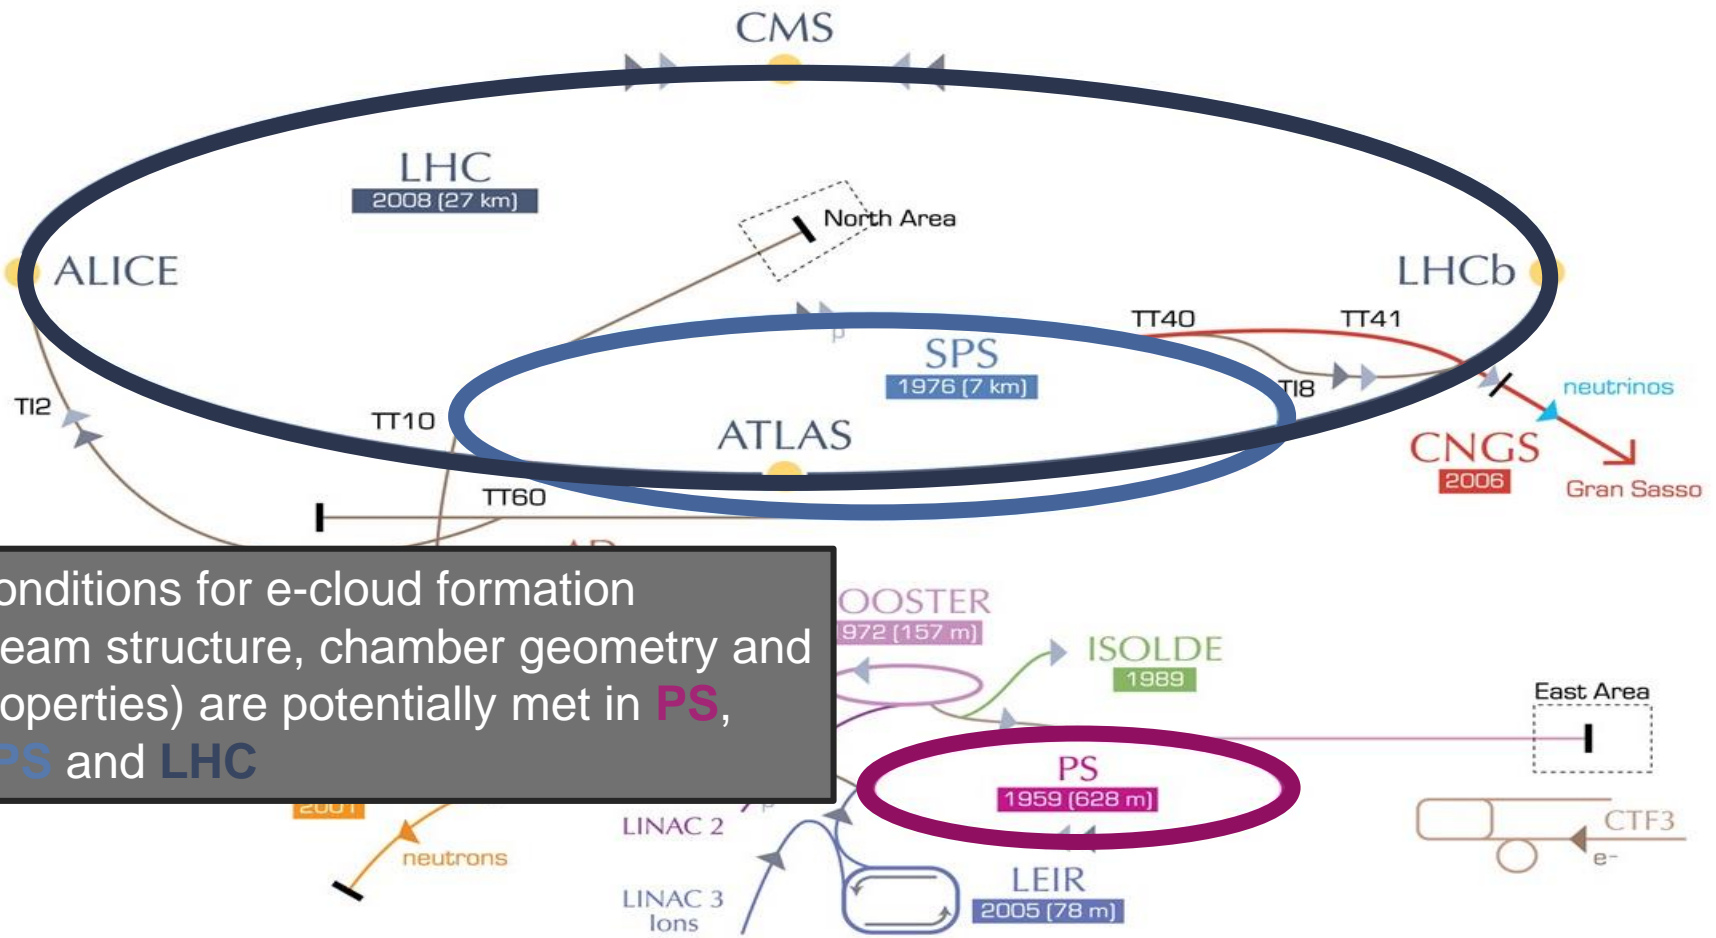 CMS
LHC
2008 (27 km)
North Area
ALICE
LHCb
TT40
TT41
p
SPS
1976 (7 km)
TI8
neutrinos
TI2
TT10
ATLAS
CNGS
2006
Gran Sasso
TT60
onditions for e-cloud formation
eam structure, chamber geometry and
operties) are potentially met in PS,
PS and LHC
OOSTER
972 (157 m)
ISOLDE
1989
East Area
PS
1959 (628 m)
2001
p
LINAC 2
neutrons
CTF3
e-
LEIR
2005 (78 m)
LINAC 3
Ions